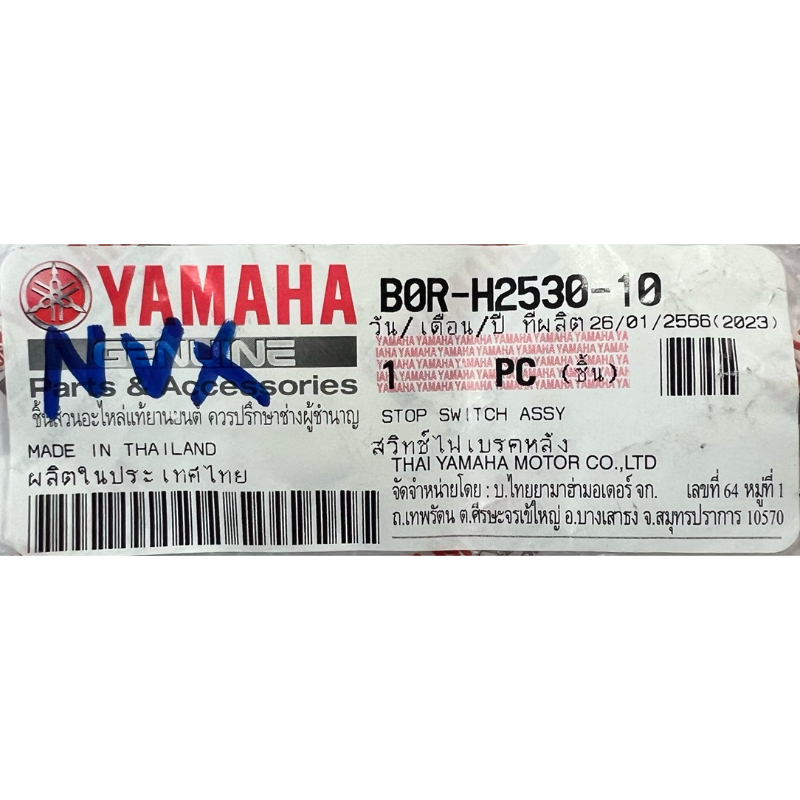 YAMAHA
NVX
GENUINE
Parts & Accessories
ชิ้นส่วนอะไหล่แท้ยานยนต์ ควรปรึกษาช่างผู้ชำนาญ
MADE IN THAILAND
ผลิตในประเทศไทย
B0R-H2530-10
วัน/เดือน/ปี ที่ผลิต 26/01/2566(2023)
1 PC (ชิ้น)
STOP SWITCH ASSY
สวิทช์ไฟเบรคหลัง
THAI YAMAHA MOTOR CO.,LTD
จัดจำหน่ายโดย : บ.ไทยยามาฮ่ามอเตอร์ จก. เลขที่ 64 หมู่ที่ 1
ถ.เทพรัตน ต.ศีรษะจรเข้ใหญ่ อ.บางเสาธง จ.สมุทรปราการ 10570